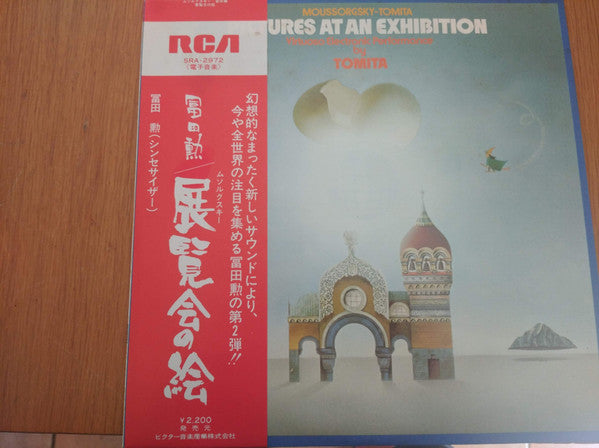 RCA
SRA-2972
《電子音楽》
冨田勲/展覧会の絵
ムソルグスキー
冨田 勲(シンセサイザー)
幻想的なまったく新しいサウンドにより、
今や全世界の注目を集める冨田勲の第2弾!!
¥2,200
発売元
ビクター音楽産業株式会社
MOUSSORGSKY-TOMITA
URES AT AN EXHIBITION
by
TOMITA